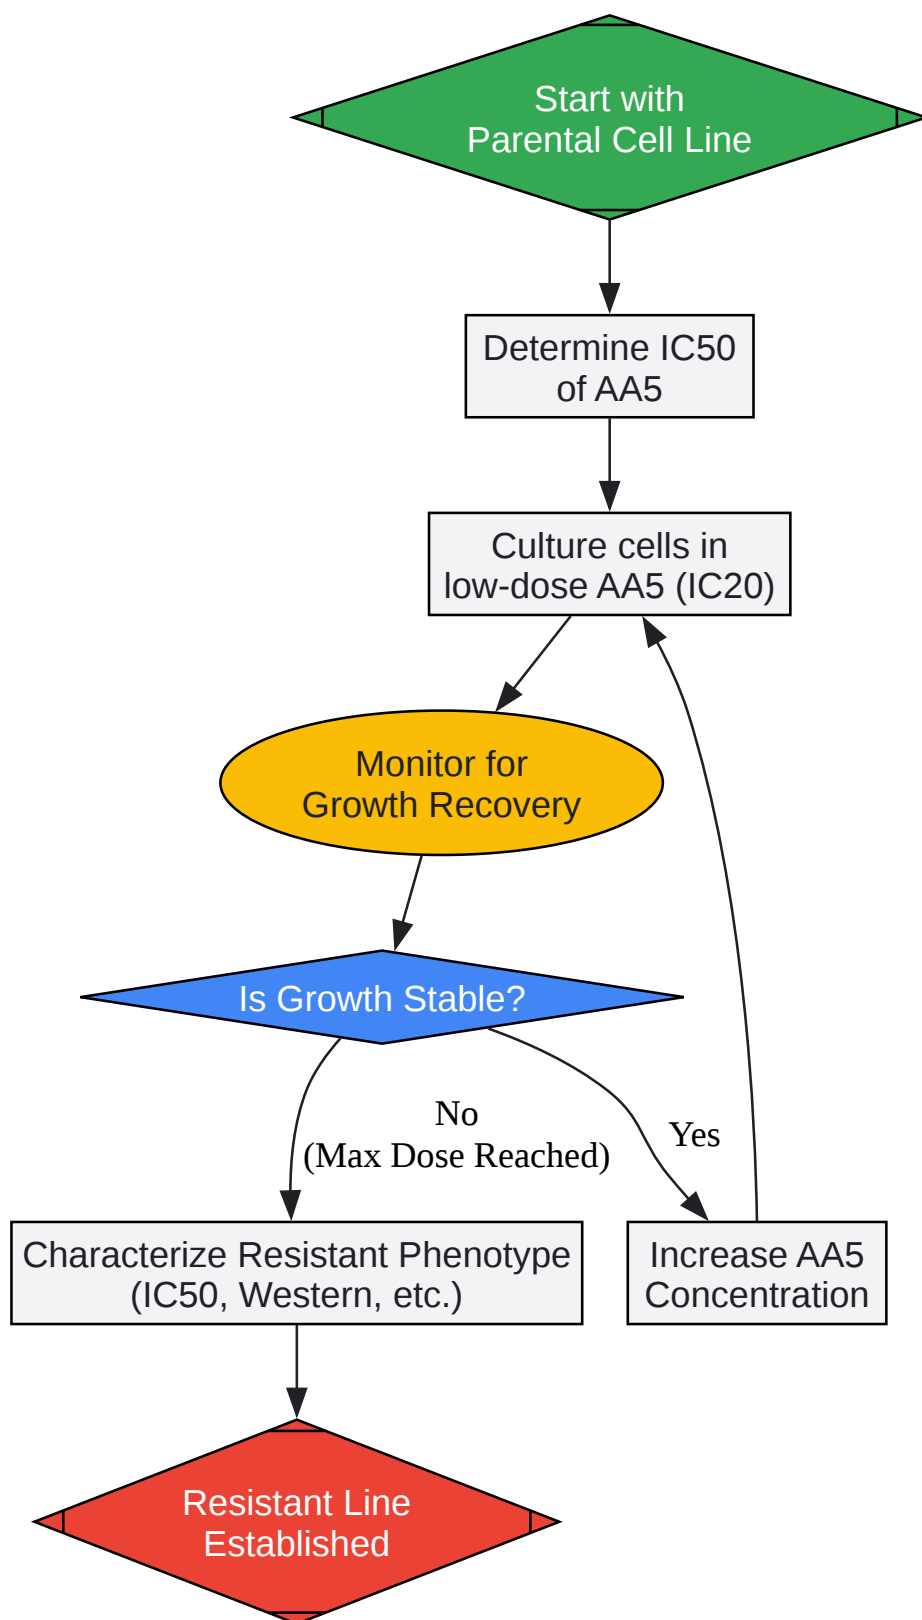 Start with
Parental Cell Line
Determine IC50
of AA5
Culture cells in
low-dose AA5 (IC20)
Monitor for
Growth Recovery
Is Growth Stable?
No
(Max Dose Reached)
Yes
Characterize Resistant Phenotype
(IC50, Western, etc.)
Increase AA5
Concentration
Resistant Line
Established